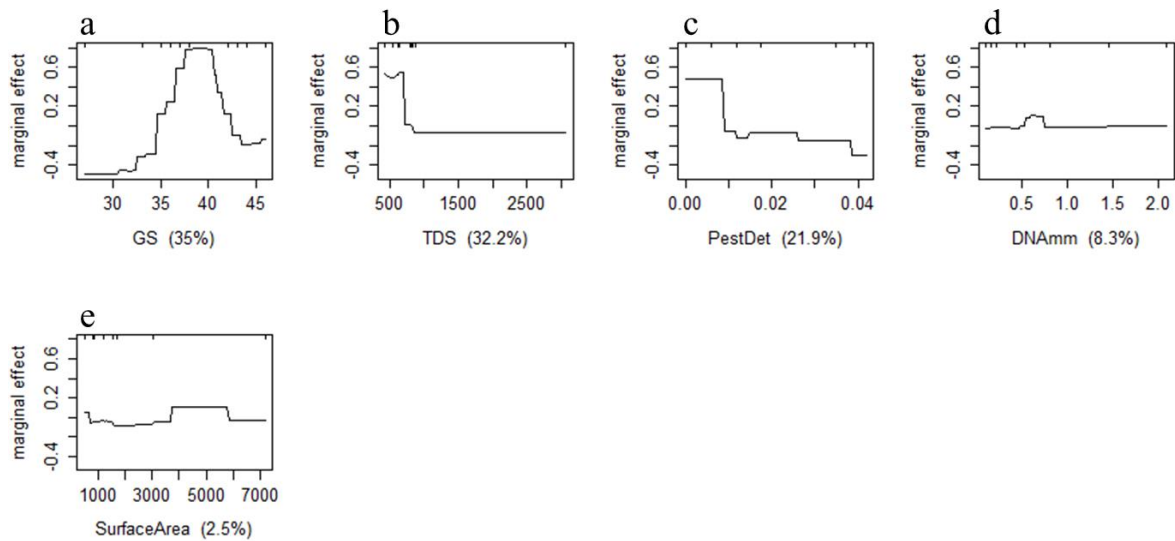 a
marginal effect
-0.4 0.2 0.6
30 35 40 45
GS (35%)
b
marginal effect
-0.4 0.2 0.6
500 1500 2500
TDS (32.2%)
c
marginal effect
-0.4 0.2 0.6
0.00 0.02 0.04
PestDet (21.9%)
d
marginal effect
-0.4 0.2 0.6
0.5 1.0 1.5 2.0
DNAmm (8.3%)
e
marginal effect
-0.4 0.2 0.6
1000 3000 5000 7000
SurfaceArea (2.5%)